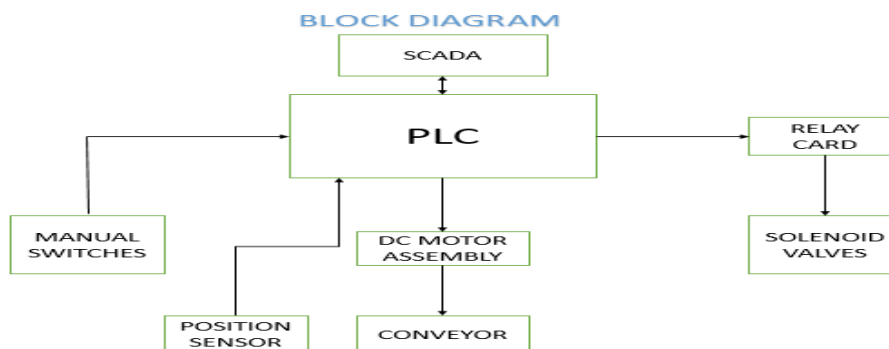 BLOCK DIAGRAM
SCADA
PLC
RELAY
CARD
MANUAL
SWITCHES
DC MOTOR
ASSEMBLY
SOLENOID
VALVES
POSITION
SENSOR
CONVEYOR